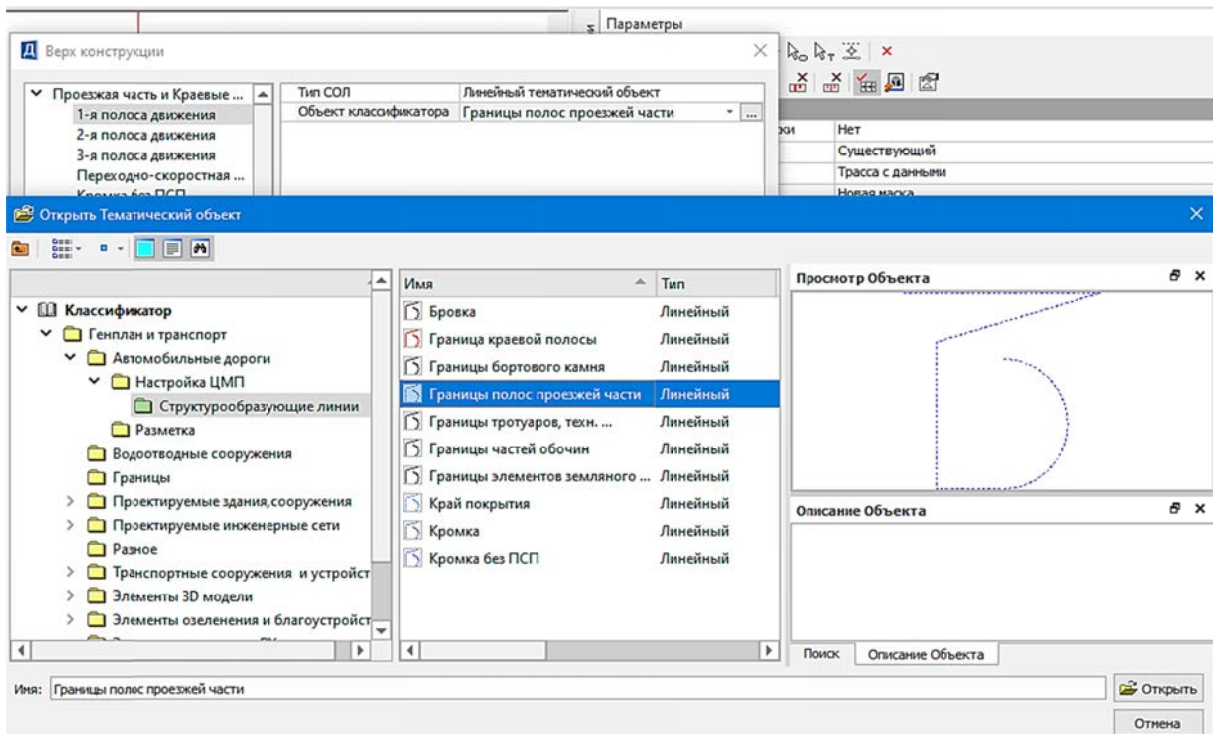 Параметры
Верх конструкции
Проезжая часть и Краевые ...
1-я полоса движения
2-я полоса движения
3-я полоса движения
Переходно-скоростная ...
Кромка без ПСП
Тип СОЛ Линейный тематический объект
Объект классификатора Границы полос проезжей части ...
Нет
Существующий
Трасса с данными
Новая маска
Открыть Тематический объект
Классификатор
Генплан и транспорт
Автомобильные дороги
Настройка ЦМП
Структурообразующие линии
Разметка
Водоотводные сооружения
Границы
Проектируемые здания,сооружения
Проектируемые инженерные сети
Разное
Транспортные сооружения и устройст
Элементы 3D модели
Элементы озеленения и благоустройст
Имя Тип
Бровка Линейный
Граница краевой полосы Линейный
Границы бортового камня Линейный
Границы полос проезжей части Линейный
Границы тротуаров, техн. ... Линейный
Границы частей обочин Линейный
Границы элементов земляного ... Линейный
Край покрытия Линейный
Кромка Линейный
Кромка без ПСП Линейный
Просмотр Объекта
Описание Объекта
Поиск Описание Объекта
Имя: Границы полос проезжей части
Открыть
Отмена